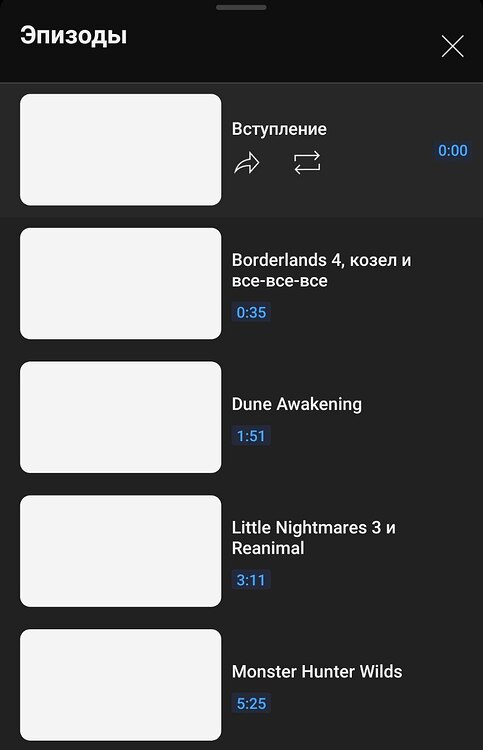 Эпизоды
Вступление
0:00
Borderlands 4, козел и
все-все-все
0:35
Dune Awakening
1:51
Little Nightmares 3 и
Reanimal
3:11
Monster Hunter Wilds
5:25